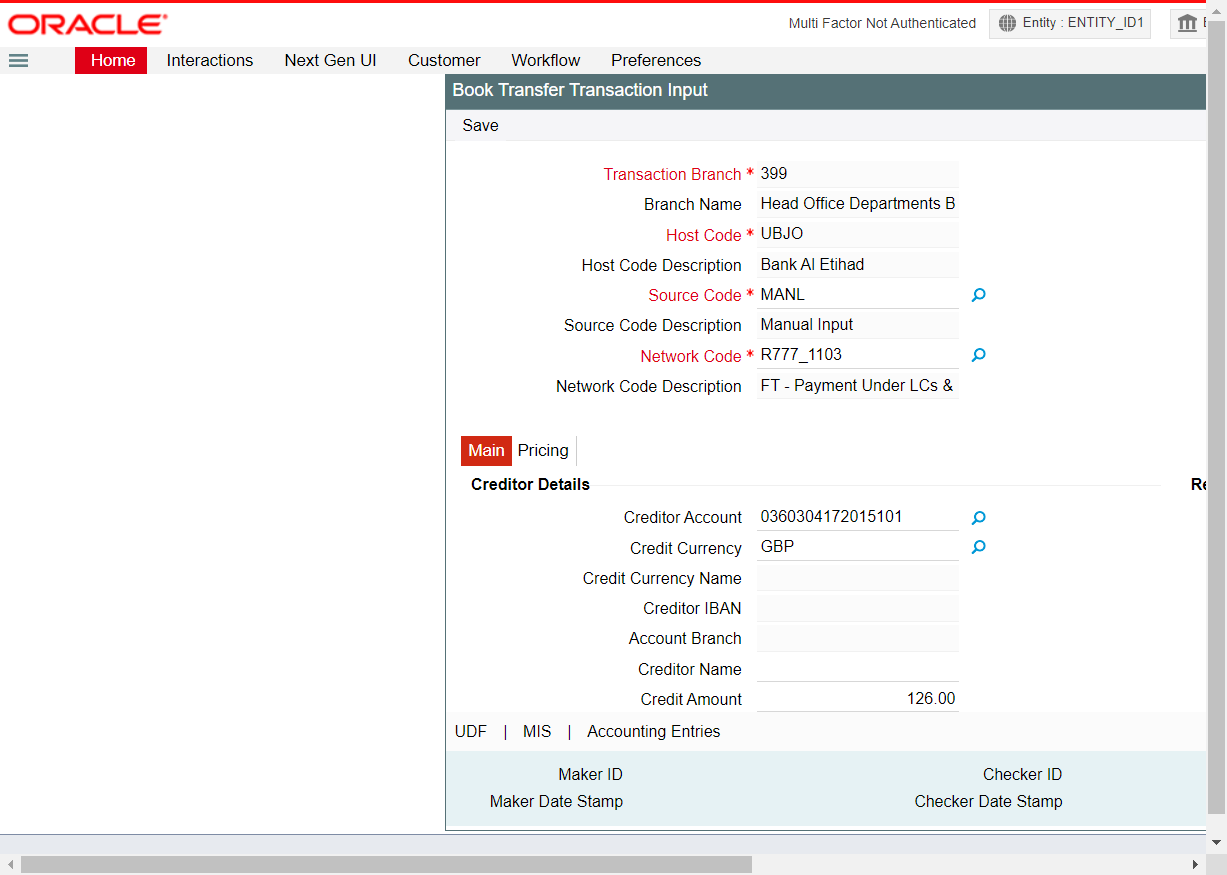 ORACLE
Multi Factor Not Authenticated
Entity : ENTITY_ID1
Home
Interactions
Next Gen UI
Customer
Workflow
Preferences
Book Transfer Transaction Input
Save
Transaction Branch * 399
Branch Name Head Office Departments B
Host Code * UBJO
Host Code Description Bank Al Etihad
Source Code * MANL
Source Code Description Manual Input
Network Code * R777_1103
Network Code Description FT - Payment Under LCs &
Main
Pricing
Creditor Details
Re
Creditor Account 0360304172015101
Credit Currency GBP
Credit Currency Name
Creditor IBAN
Account Branch
Creditor Name
Credit Amount 126.00
UDF | MIS | Accounting Entries
Maker ID
Checker ID
Maker Date Stamp
Checker Date Stamp